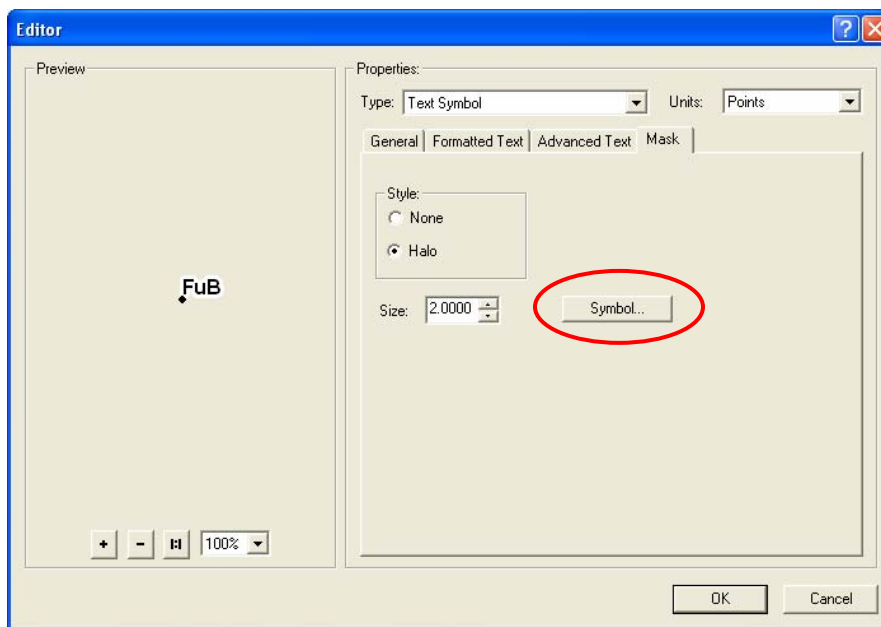 Editor
Preview
FuB
100%
Properties:
Type: Text Symbol Units: Points
General Formatted Text Advanced Text Mask
Style:
None
Halo
Size: 2.0000 Symbol...
OK Cancel